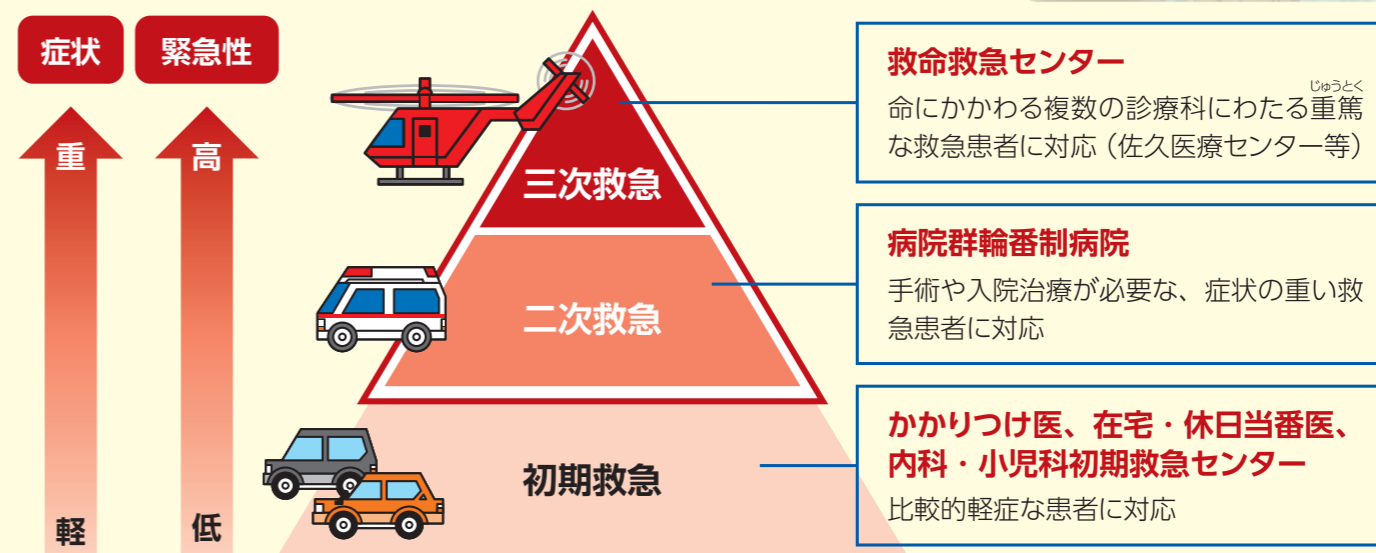 症状
緊急性
重
高
軽
低
三次救急
二次救急
初期救急
救命救急センター
じゅうとく
命にかかわる複数の診療科にわたる重篤
な救急患者に対応（佐久医療センター等）
病院群輪番制病院
手術や入院治療が必要な、症状の重い救
急患者に対応
かかりつけ医、在宅・休日当番医、
内科・小児科初期救急センター
比較的軽症な患者に対応